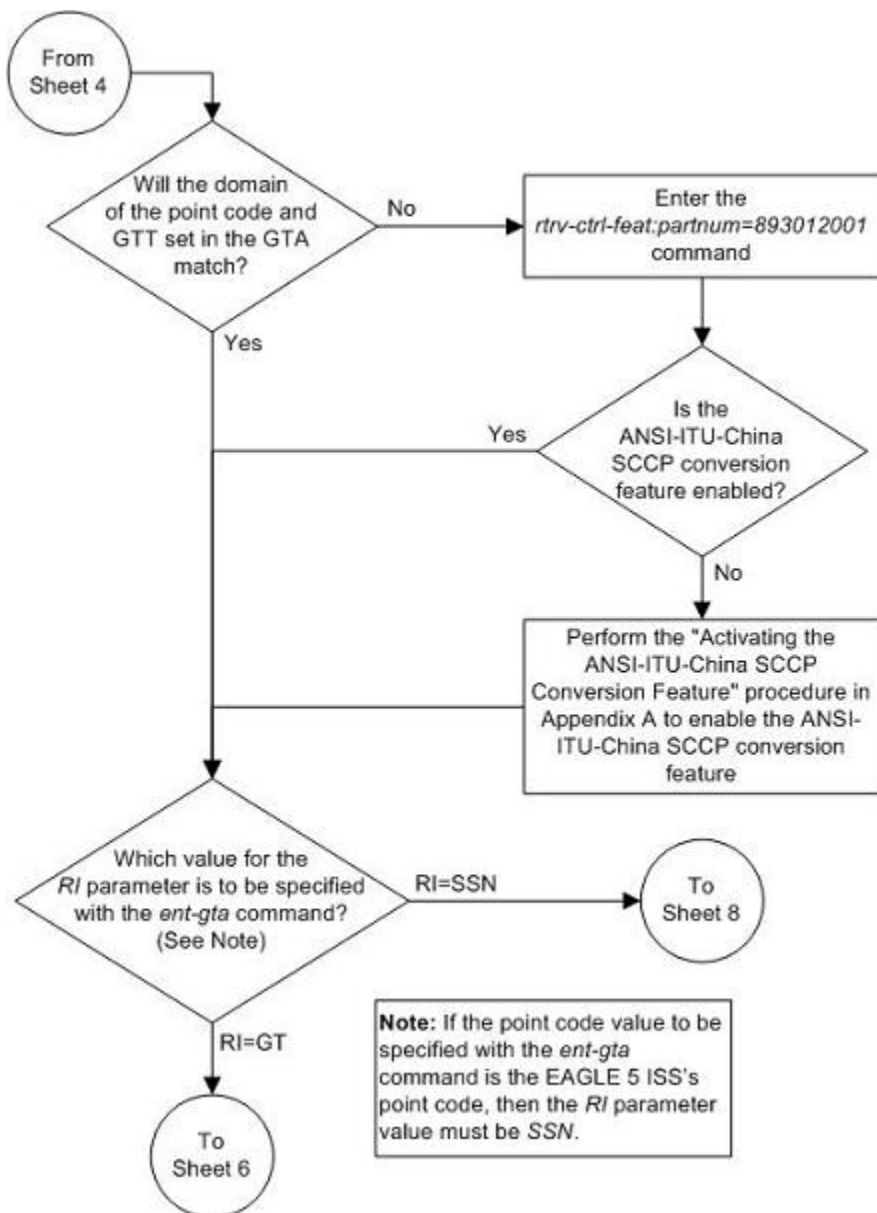 From
Sheet 4
Will the domain
of the point code and
GTT set in the GTA
match?
No
Enter the
rtrv-ctrl-feat:partnum=893012001
command
Yes
Is the
ANSI-ITU-China
SCCP conversion
feature enabled?
Yes
No
Perform the "Activating the
ANSI-ITU-China SCCP
Conversion Feature" procedure in
Appendix A to enable the ANSI-
ITU-China SCCP conversion
feature
Which value for the
RI parameter is to be specified
with the ent-gta command?
(See Note)
RI=SSN
To
Sheet 8
RI=GT
To
Sheet 6
Note: If the point code value to be
specified with the ent-gta
command is the EAGLE 5 ISS's
point code, then the RI parameter
value must be SSN.